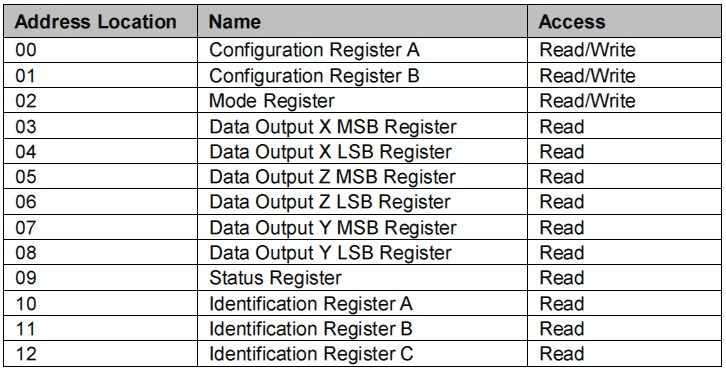 Address Location Name Access
00 Configuration Register A Read/Write
01 Configuration Register B Read/Write
02 Mode Register Read/Write
03 Data Output X MSB Register Read
04 Data Output X LSB Register Read
05 Data Output Z MSB Register Read
06 Data Output Z LSB Register Read
07 Data Output Y MSB Register Read
08 Data Output Y LSB Register Read
09 Status Register Read
10 Identification Register A Read
11 Identification Register B Read
12 Identification Register C Read